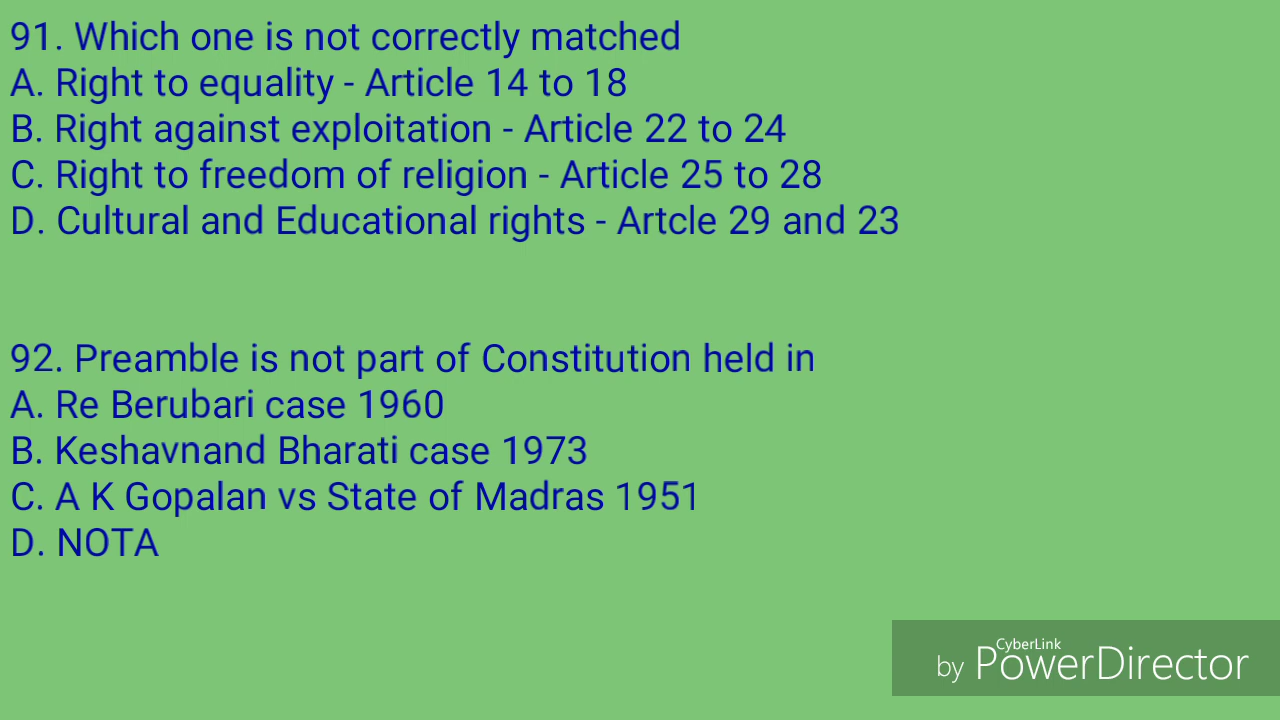 91. Which one is not correctly matched
A. Right to equality - Article 14 to 18
B. Right against exploitation - Article 22 to 24
C. Right to freedom of religion - Article 25 to 28
D. Cultural and Educational rights - Artcle 29 and 23
92. Preamble is not part of Constitution held in
A. Re Berubari case 1960
B. Keshavnand Bharati case 1973
C. A K Gopalan vs State of Madras 1951
D. NOTA
CyberLink
by PowerDirector